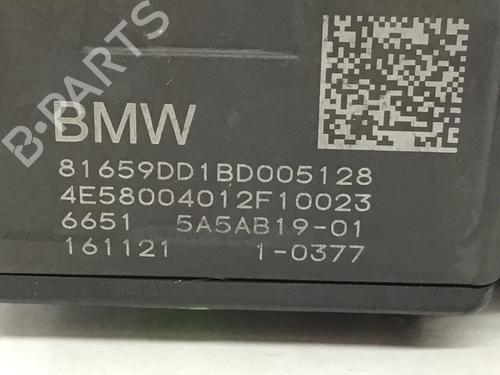 B-PARTS
BMW
81659DD1BD005128
4E58004012F10023
6651 5A5AB19-01
161121 1-0377